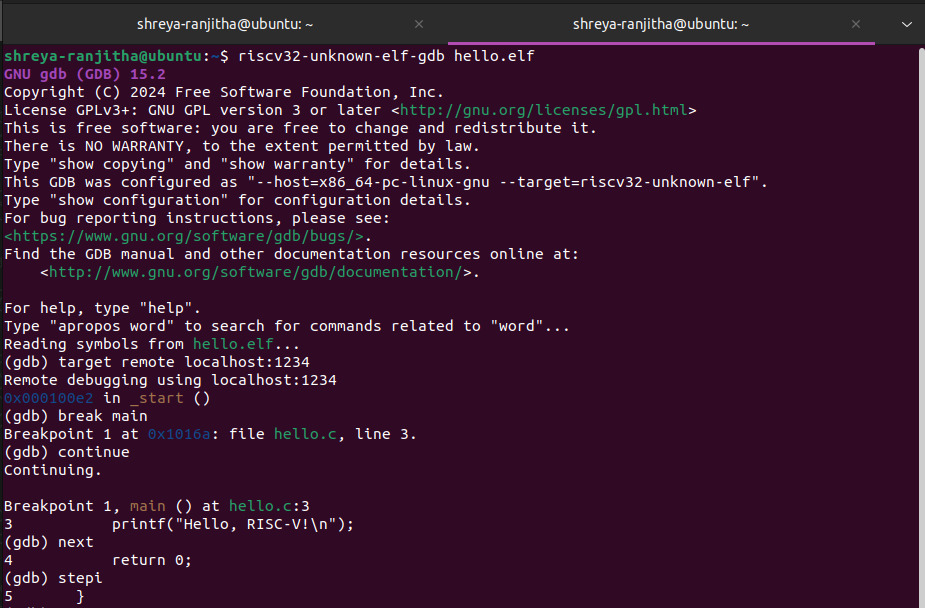 shreya-ranjitha@ubuntu: ~ × shreya-ranjitha@ubuntu: ~ ×
shreya-ranjitha@ubuntu:~$ riscv32-unknown-elf-gdb hello.elf
GNU gdb (GDB) 15.2
Copyright (C) 2024 Free Software Foundation, Inc.
License GPLv3+: GNU GPL version 3 or later <http://gnu.org/licenses/gpl.html>
This is free software: you are free to change and redistribute it.
There is NO WARRANTY, to the extent permitted by law.
Type "show copying" and "show warranty" for details.
This GDB was configured as "--host=x86_64-pc-linux-gnu --target=riscv32-unknown-elf".
Type "show configuration" for configuration details.
For bug reporting instructions, please see:
<https://www.gnu.org/software/gdb/bugs/>.
Find the GDB manual and other documentation resources online at:
    <http://www.gnu.org/software/gdb/documentation/>.

For help, type "help".
Type "apropos word" to search for commands related to "word"...
Reading symbols from hello.elf...
(gdb) target remote localhost:1234
Remote debugging using localhost:1234
0x000100e2 in _start ()
(gdb) break main
Breakpoint 1 at 0x1016a: file hello.c, line 3.
(gdb) continue
Continuing.

Breakpoint 1, main () at hello.c:3
3           printf("Hello, RISC-V!\n");
(gdb) next
4           return 0;
(gdb) stepi
5       }